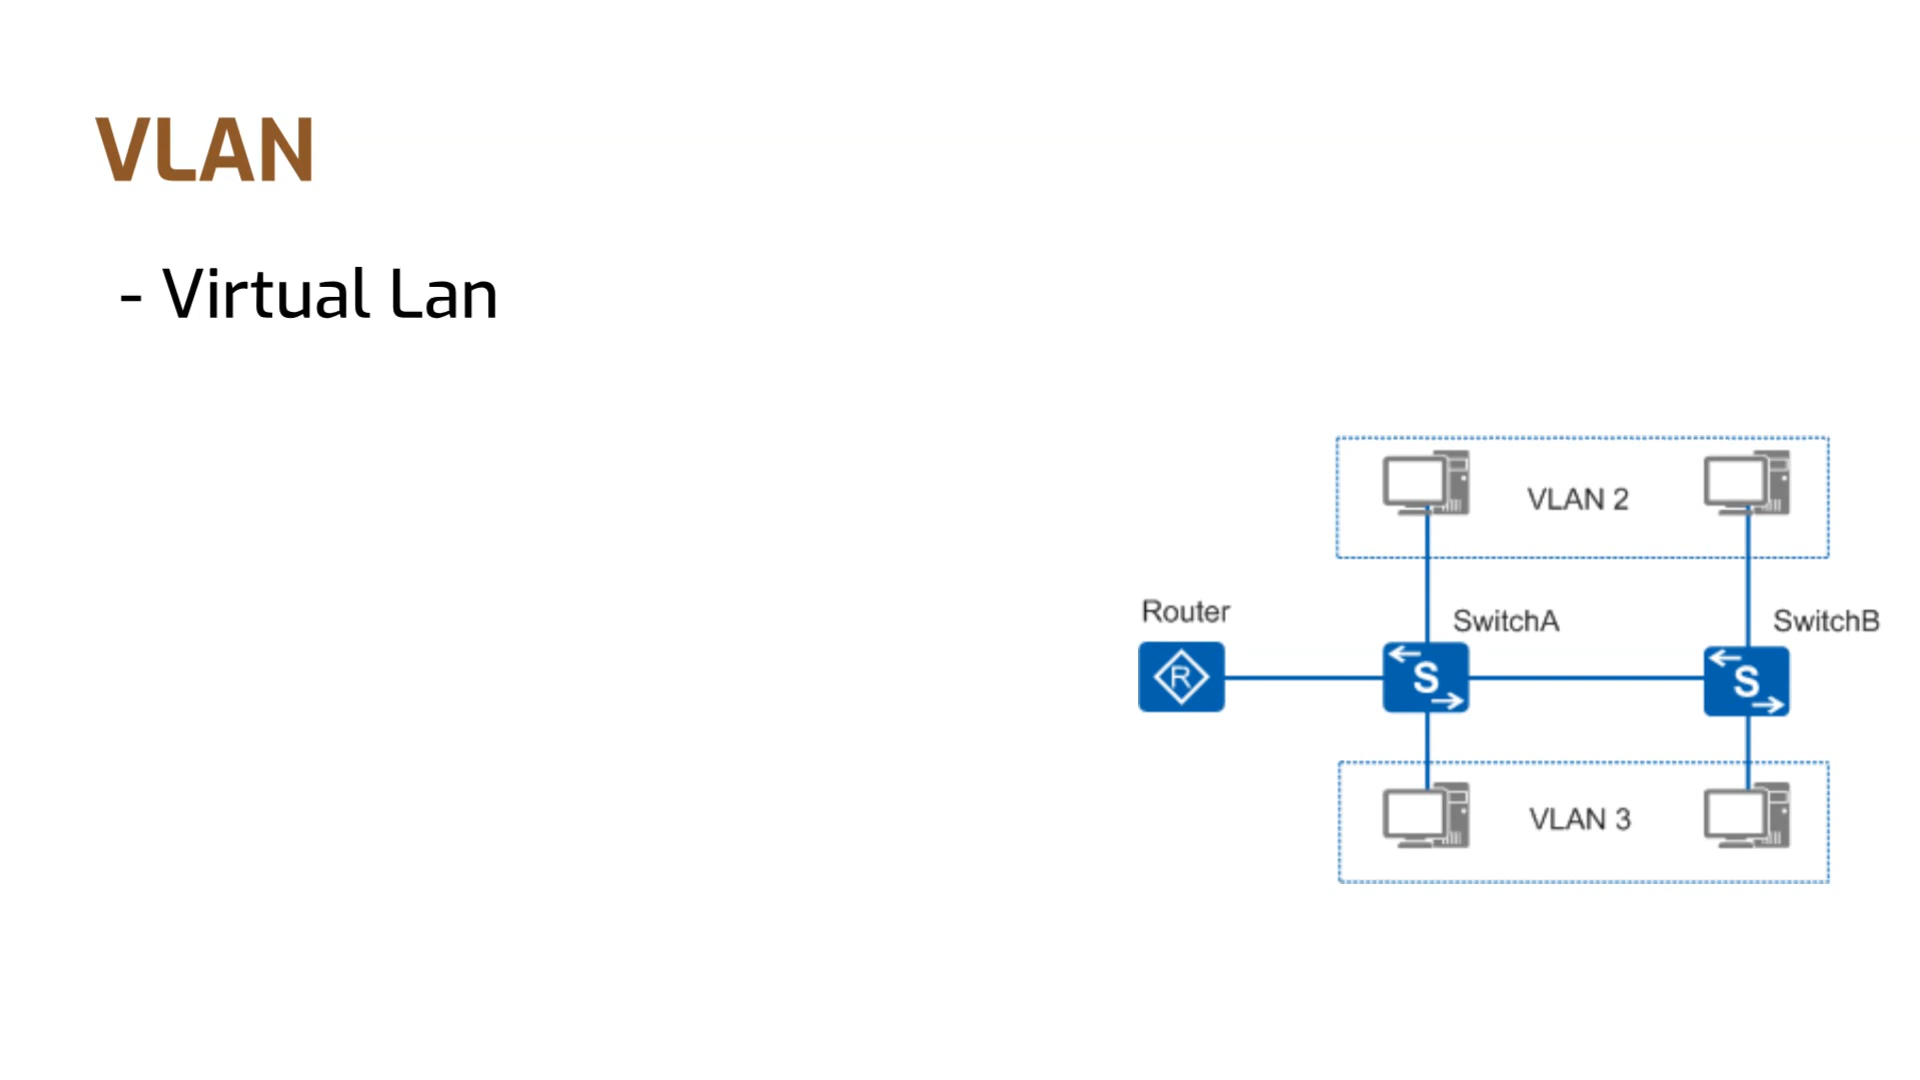 VLAN
- Virtual Lan
VLAN 2
Router
SwitchA
SwitchB
R
S
S
VLAN 3